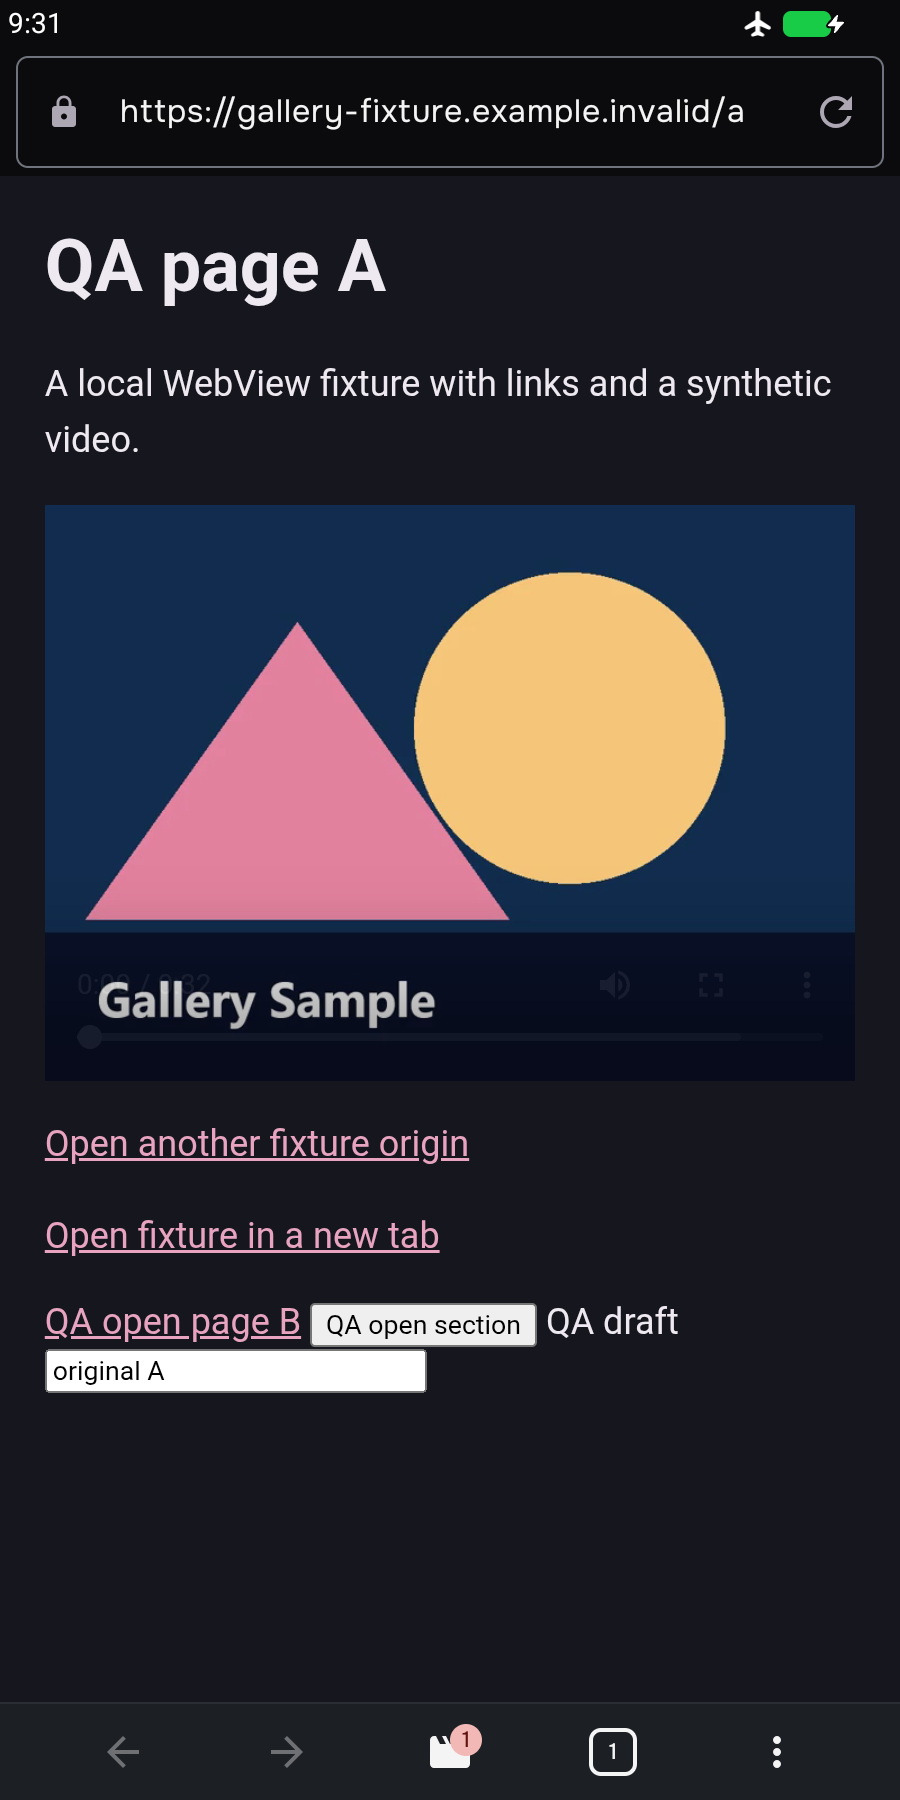 9:31
https://gallery-fixture.example.invalid/a
QA page A
A local WebView fixture with links and a synthetic
video.
Gallery Sample
Open another fixture origin
Open fixture in a new tab
QA open page B QA open section QA draft
original A
1
1